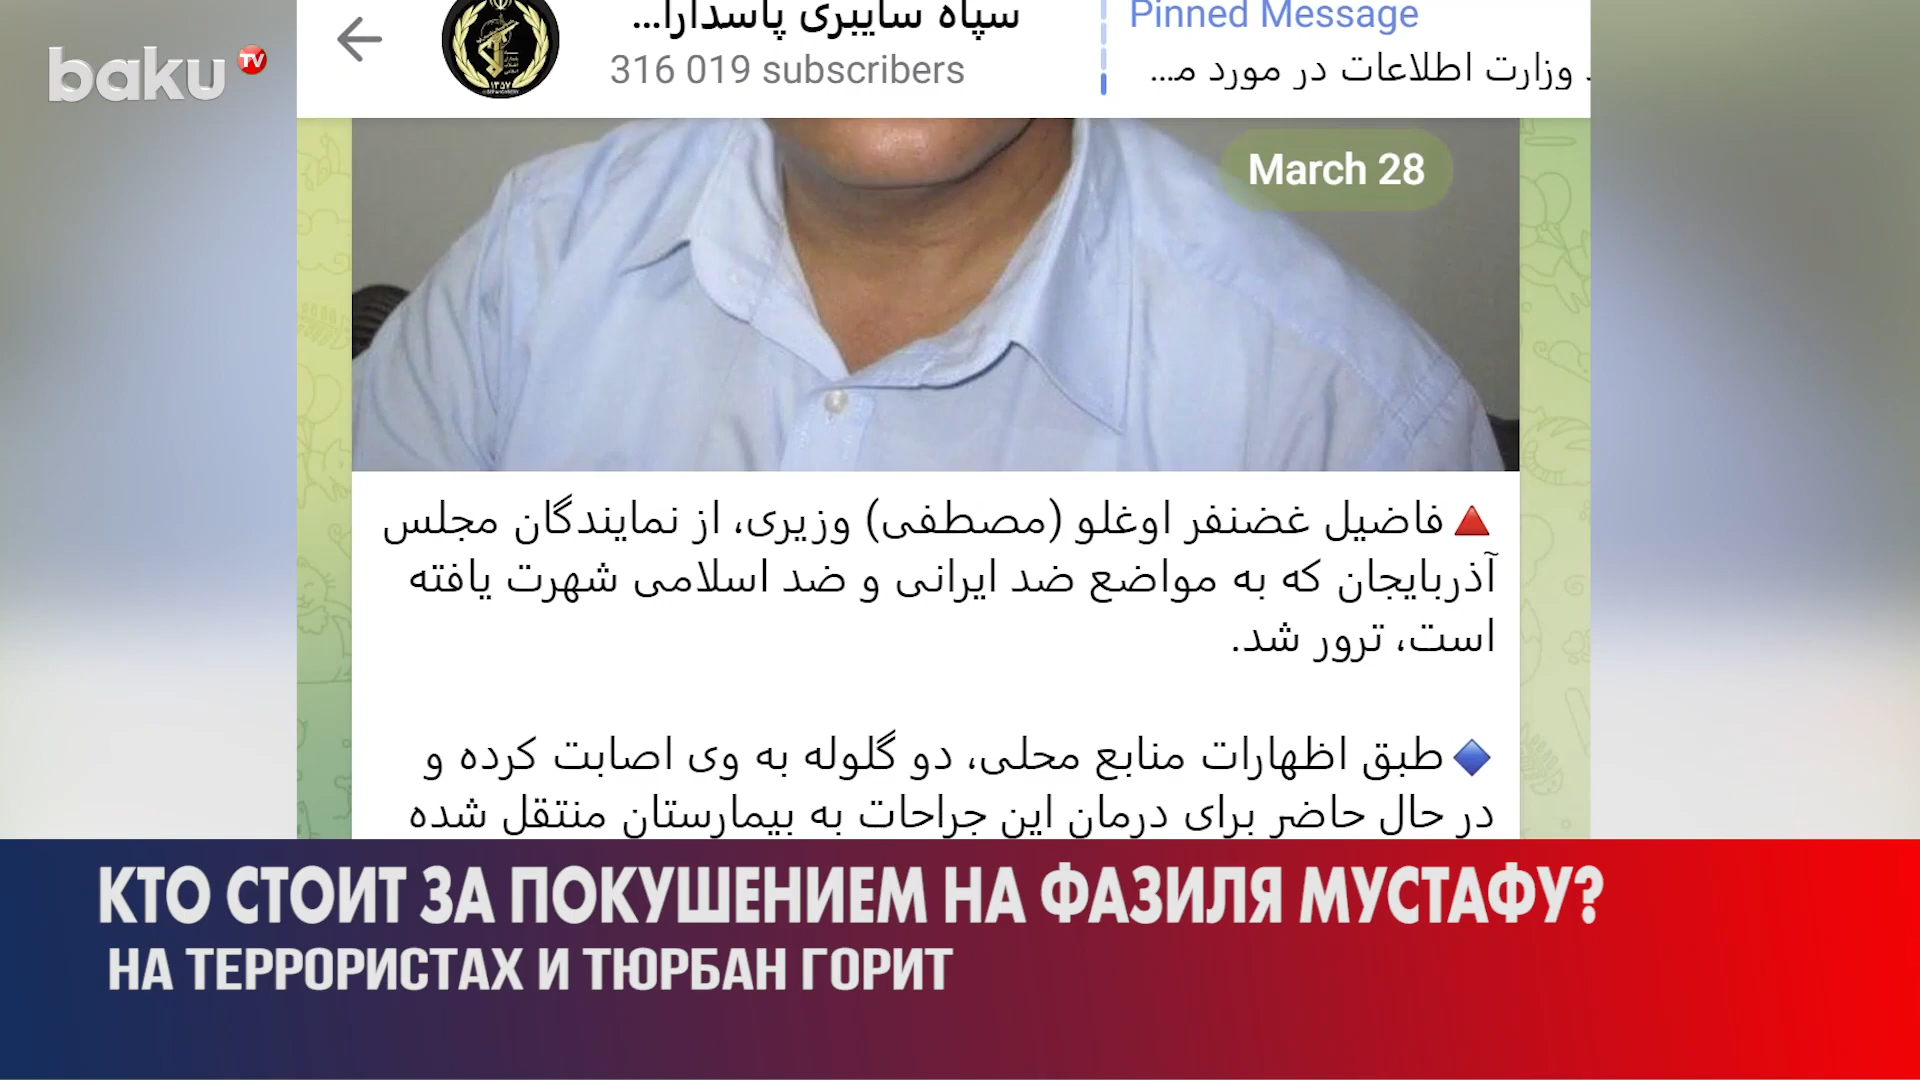 baku TV
سپاه سایبری پاسدارا...
316 019 subscribers
Pinned Message
وزارت اطلاعات در مورد مـ...
March 28
۱۳۵۷
🔺فاضیل غضنفر اوغلو (مصطفی) وزیری، از نمایندگان مجلس
آذربایجان که به مواضع ضد ایرانی و ضد اسلامی شهرت یافته
است، ترور شد.
🔷طبق اظهارات منابع محلی، دو گلوله به وی اصابت کرده و
در حال حاضر برای درمان این جراحات به بیمارستان منتقل شده
КТО СТОИТ ЗА ПОКУШЕНИЕМ НА ФАЗИЛЯ МУСТАФУ?
НА ТЕРРОРИСТАХ И ТЮРБАН ГОРИТ